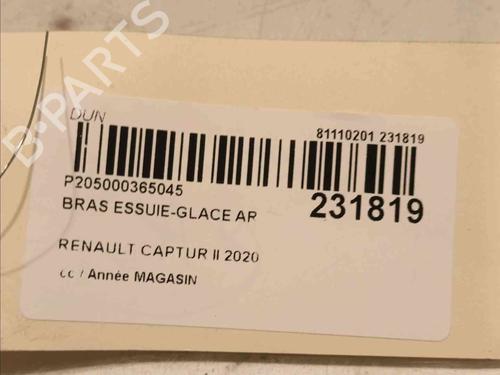 B-PARTS
DUN
81110201 231819
P205000365045
231819
BRAS ESSUIE-GLACE AR
RENAULT CAPTUR II 2020
cc / Année MAGASIN